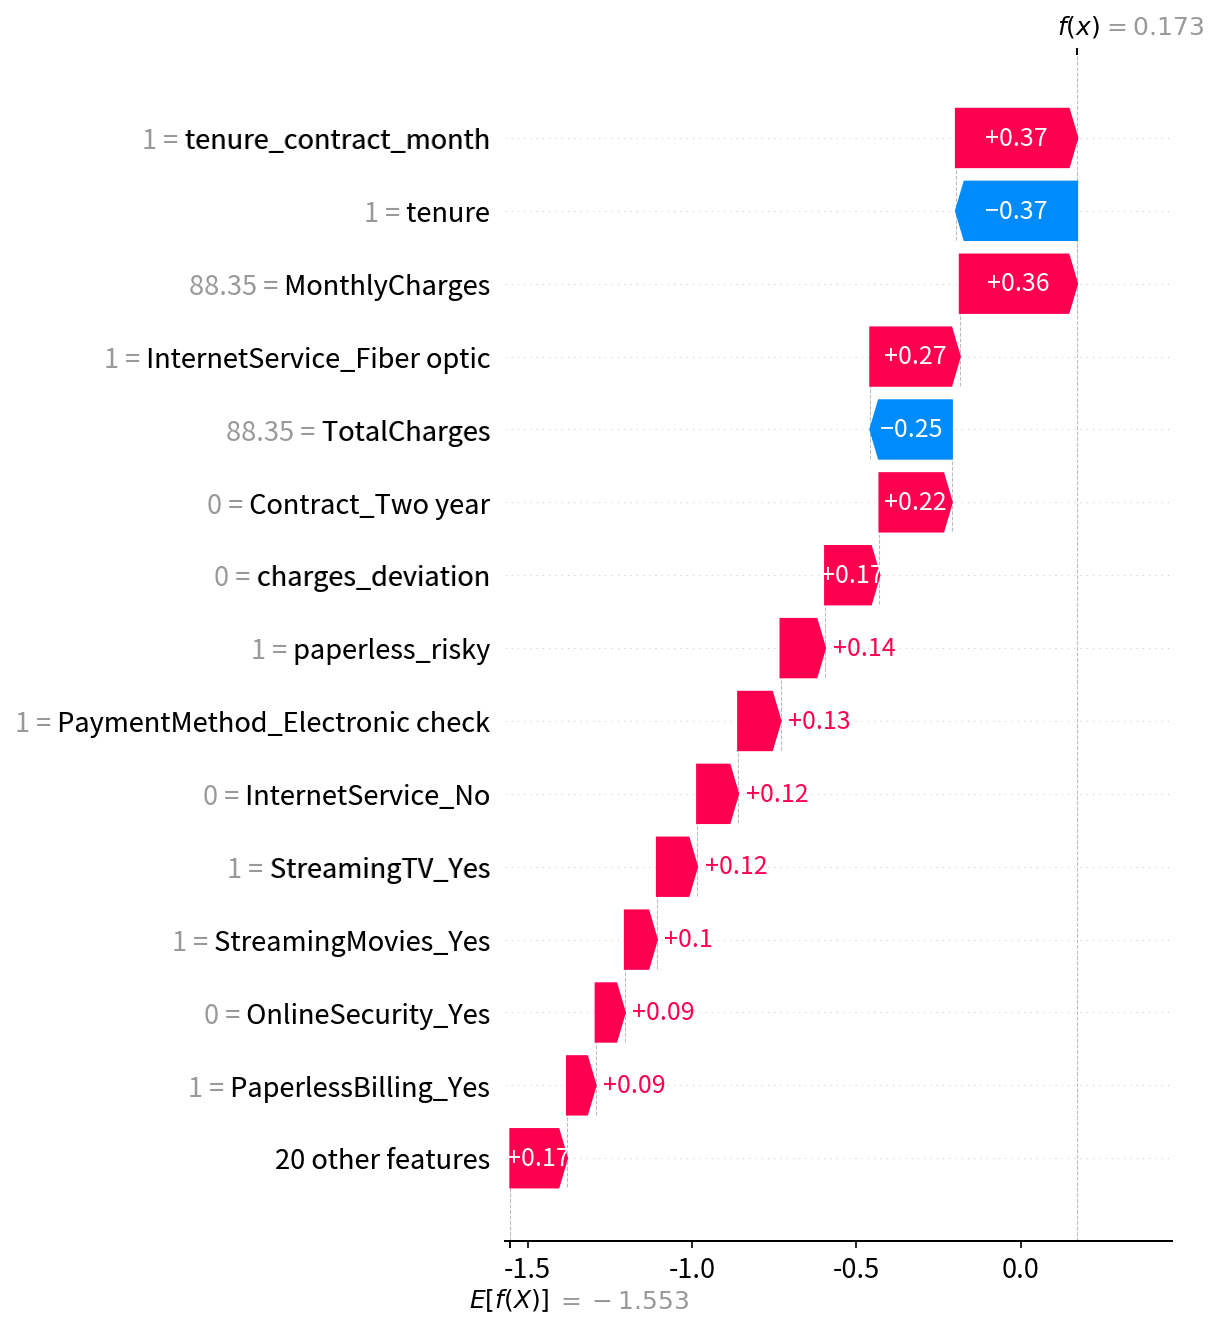 f(x) = 0.173
1 = tenure_contract_month +0.37
1 = tenure −0.37
88.35 = MonthlyCharges +0.36
1 = InternetService_Fiber optic +0.27
88.35 = TotalCharges −0.25
0 = Contract_Two year +0.22
0 = charges_deviation +0.17
1 = paperless_risky +0.14
1 = PaymentMethod_Electronic check +0.13
0 = InternetService_No +0.12
1 = StreamingTV_Yes +0.12
1 = StreamingMovies_Yes +0.1
0 = OnlineSecurity_Yes +0.09
1 = PaperlessBilling_Yes +0.09
20 other features +0.17
-1.5 -1.0 -0.5 0.0
E[f(X)] = −1.553